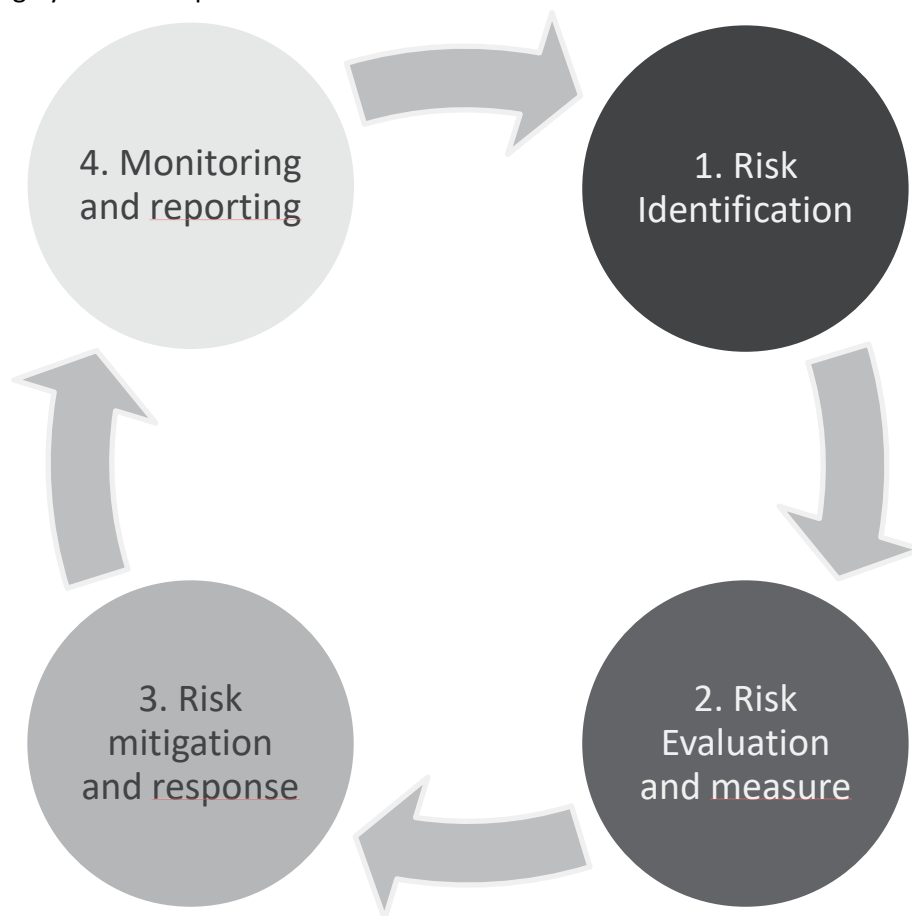 1. Risk
Identification
2. Risk
Evaluation
and measure
3. Risk
mitigation
and response
4. Monitoring
and reporting